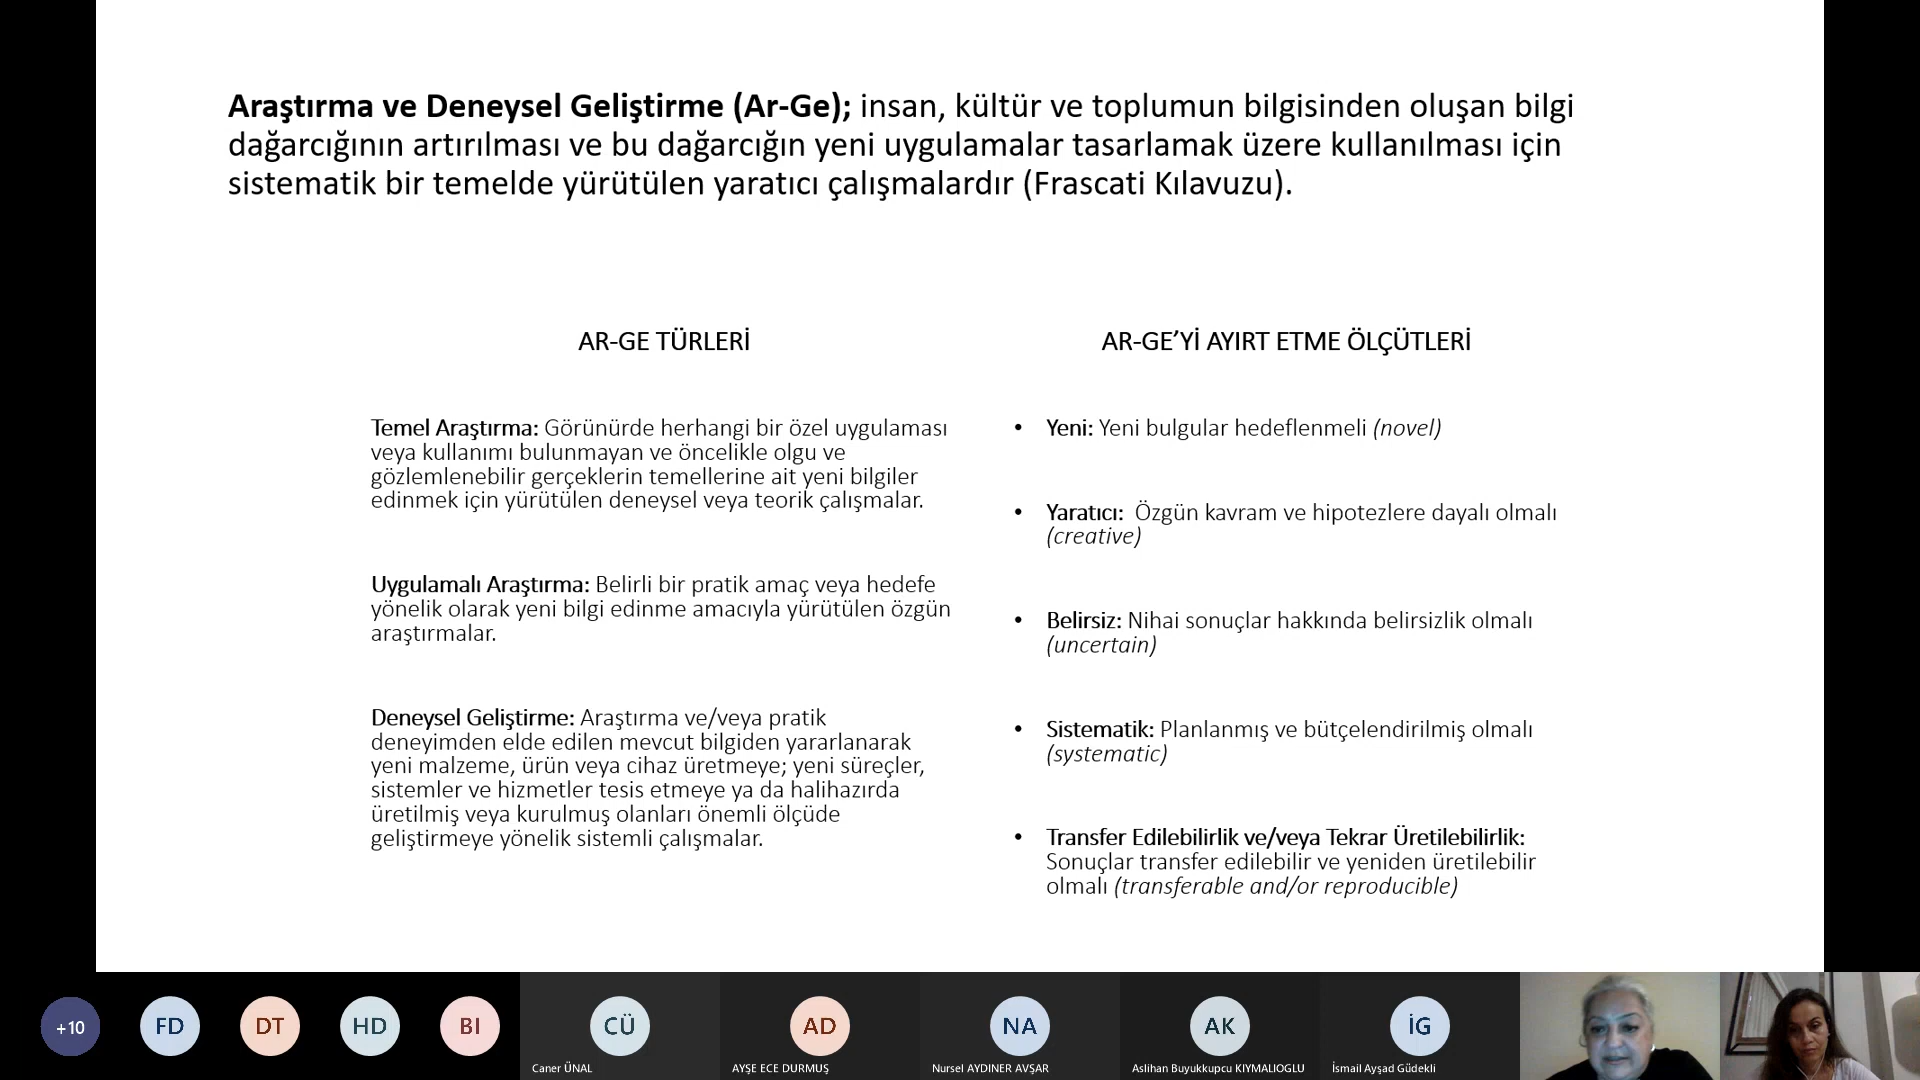 Araştırma ve Deneysel Geliştirme (Ar-Ge); insan, kültür ve toplumun bilgisinden oluşan bilgi
dağarcığının artırılması ve bu dağarcığın yeni uygulamalar tasarlamak üzere kullanılması için
sistematik bir temelde yürütülen yaratıcı çalışmalardır (Frascati Kılavuzu).
AR-GE TÜRLERİ
Temel Araştırma: Görünürde herhangi bir özel uygulaması
veya kullanımı bulunmayan ve öncelikle olgu ve
gözlemlenebilir gerçeklerin temellerine ait yeni bilgiler
edinmek için yürütülen deneysel veya teorik çalışmalar.
Uygulamalı Araştırma: Belirli bir pratik amaç veya hedefe
yönelik olarak yeni bilgi edinme amacıyla yürütülen özgün
araştırmalar.
Deneysel Geliştirme: Araştırma ve/veya pratik
deneyimden elde edilen mevcut bilgiden yararlanarak
yeni malzeme, ürün veya cihaz üretmeye; yeni süreçler,
sistemler ve hizmetler tesis etmeye ya da halihazırda
üretilmiş veya kurulmuş olanları önemli ölçüde
geliştirmeye yönelik sistemli çalışmalar.
AR-GE’Yİ AYIRT ETME ÖLÇÜTLERİ
• Yeni: Yeni bulgular hedeflenmeli (novel)
• Yaratıcı: Özgün kavram ve hipotezlere dayalı olmalı
(creative)
• Belirsiz: Nihai sonuçlar hakkında belirsizlik olmalı
(uncertain)
• Sistematik: Planlanmış ve bütçelendirilmiş olmalı
(systematic)
• Transfer Edilebilirlik ve/veya Tekrar Üretilebilirlik:
Sonuçlar transfer edilebilir ve yeniden üretilebilir
olmalı (transferable and/or reproducible)
+10
FD
DT
HD
BI
CÜ
Caner ÜNAL
AD
AYŞE ECE DURMUŞ
NA
Nursel AYDINER AVŞAR
AK
Aslihan Buyukkupcu KIYMALIOGLU
İG
İsmail Ayşad Güdekli